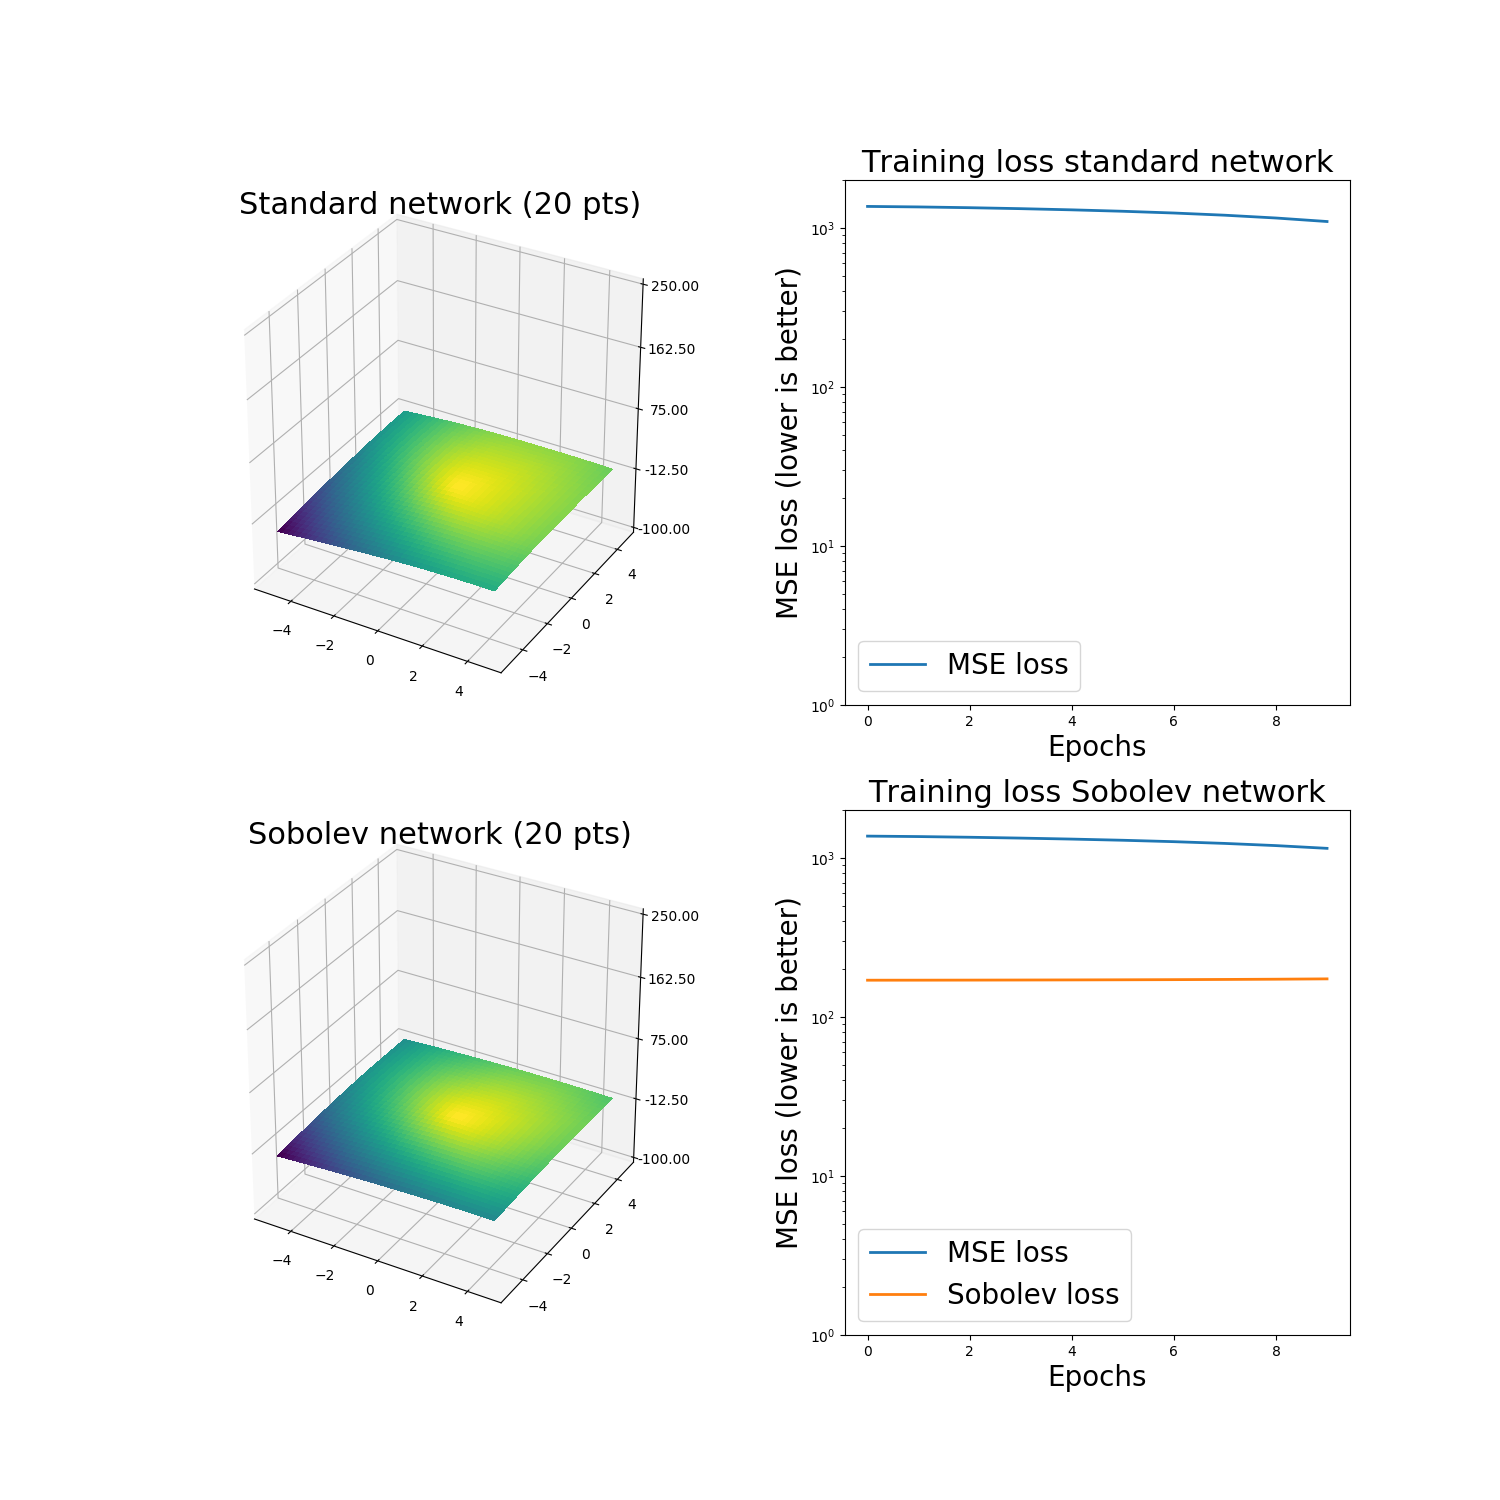 Standard network (20 pts)
250.00
162.50
75.00
-12.50
-100.00
−4
−2
0
2
4
−4
−2
0
2
4
Training loss standard network
MSE loss (lower is better)
10³
10²
10¹
10⁰
MSE loss
0 2 4 6 8
Epochs
Sobolev network (20 pts)
250.00
162.50
75.00
-12.50
-100.00
−4
−2
0
2
4
−4
−2
0
2
4
Training loss Sobolev network
MSE loss (lower is better)
10³
10²
10¹
10⁰
MSE loss
Sobolev loss
0 2 4 6 8
Epochs